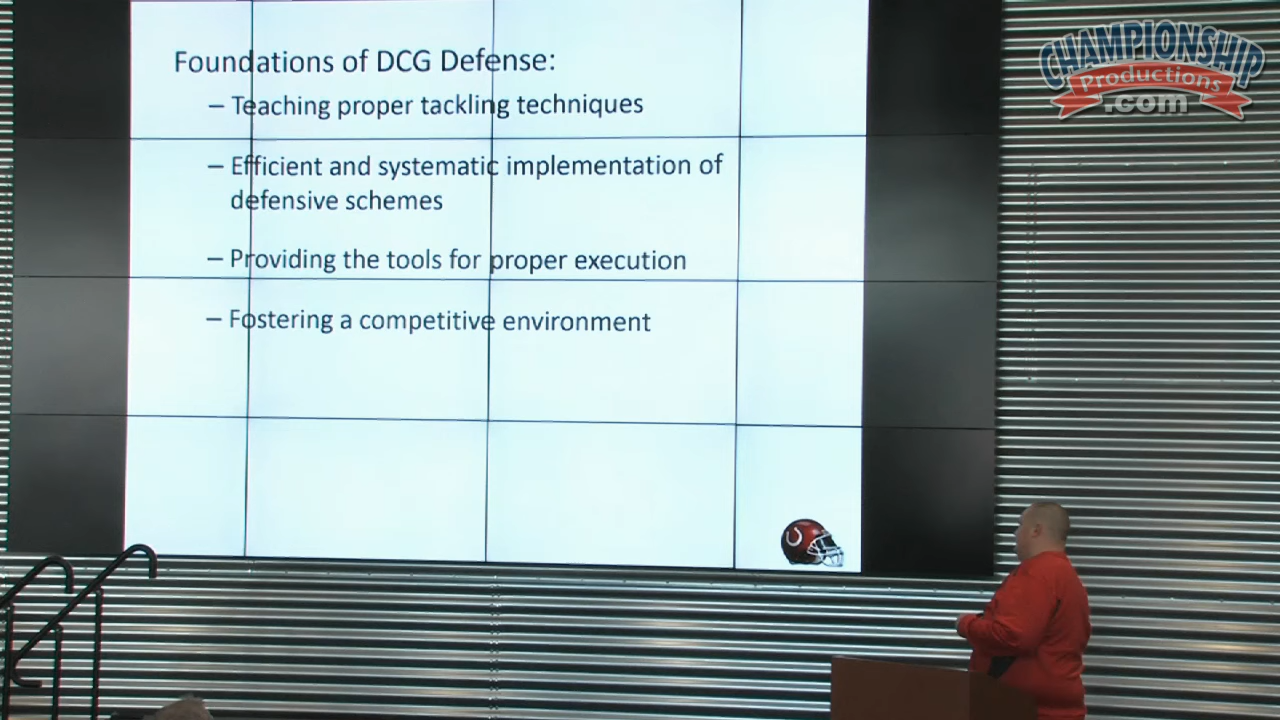 Foundations of DCG Defense:
– Teaching proper tackling techniques
– Efficient and systematic implementation of
defensive schemes
– Providing the tools for proper execution
– Fostering a competitive environment
CHAMPIONSHIP
Productions
.com